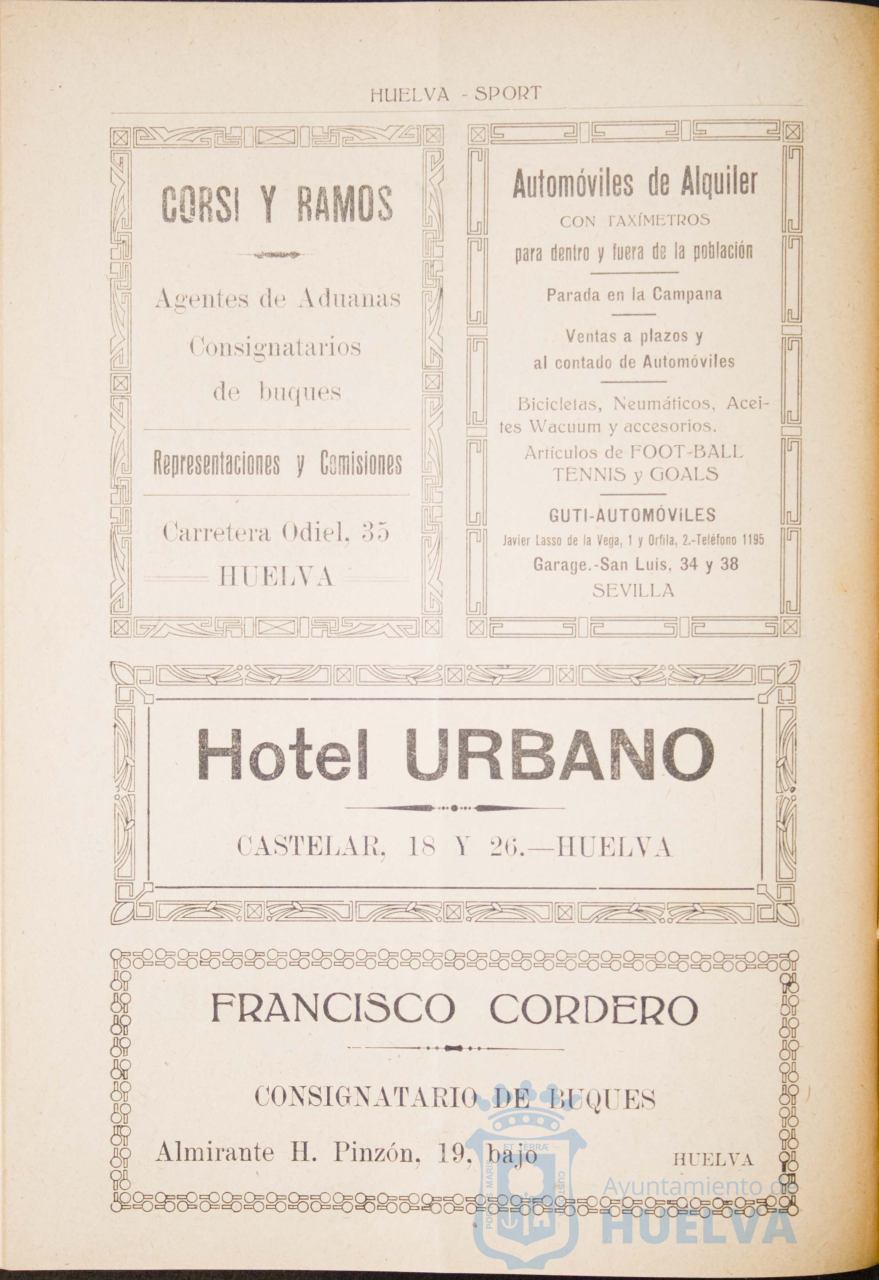 HUELVA - SPORT
CORSI Y RAMOS
Agentes de Aduanas
Consignatarios
de buques
Representaciones y Comisiones
Carretera Odiel, 35
HUELVA
Automóviles de Alquiler
CON TAXÍMETROS
para dentro y fuera de la población
Parada en la Campana
Ventas a plazos y
al contado de Automóviles
Bicicletas, Neumáticos, Acei-
tes Wacuum y accesorios.
Artículos de FOOT-BALL
TENNIS y GOALS
GUTI-AUTOMÓViLES
Javier Lasso de la Vega, 1 y Orfila, 2.-Teléfono 1195
Garage.-San Luis, 34 y 38
SEVILLA
Hotel URBANO
CASTELAR, 18 Y 26.—HUELVA
FRANCISCO CORDERO
CONSIGNATARIO DE BUQUES
Almirante H. Pinzón, 19, bajo
HUELVA
Ayuntamiento de
HUELVA